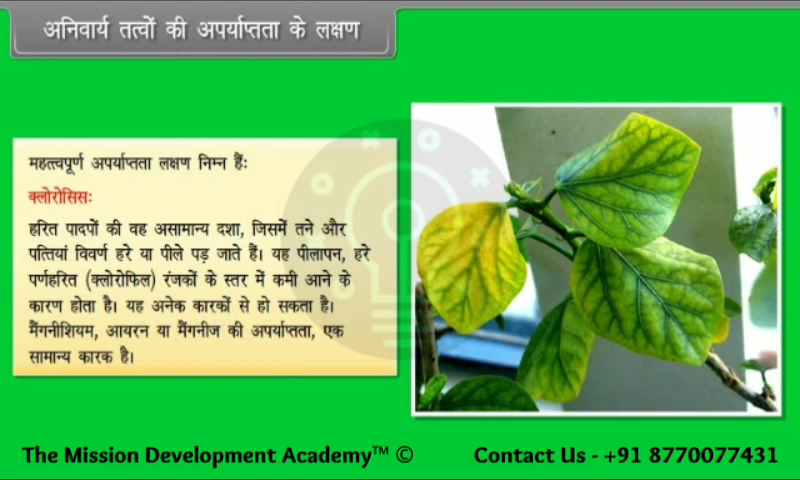 अनिवार्य तत्वों की अपर्याप्तता के लक्षण
महत्त्वपूर्ण अपर्याप्तता लक्षण निम्न हैं:
क्लोरोसिस:
हरित पादपों की वह असामान्य दशा, जिसमें तने और
पत्तियां विवर्ण हरे या पीले पड़ जाते हैं। यह पीलापन, हरे
पर्णहरित (क्लोरोफिल) रंजकों के स्तर में कमी आने के
कारण होता है। यह अनेक कारकों से हो सकता है।
मैंगनीशियम, आयरन या मैंगनीज की अपर्याप्तता, एक
सामान्य कारक है।
The Mission Development Academy™ © Contact Us - +91 8770077431